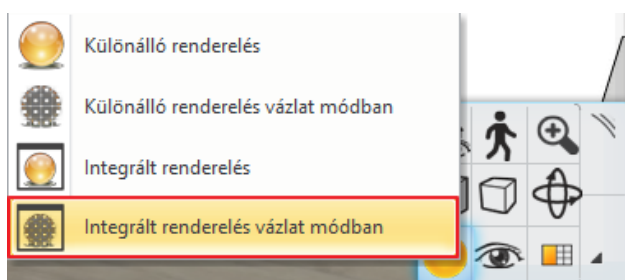 Különálló renderelés
Különálló renderelés vázlat módban
Integrált renderelés
Integrált renderelés vázlat módban